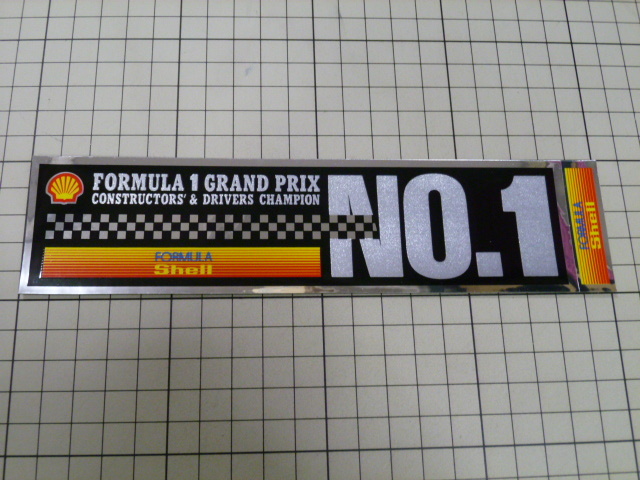 FORMULA 1 GRAND PRIX
CONSTRUCTORS' & DRIVERS CHAMPION
NO.1
FORMULA
Shell
FORMULA
Shell